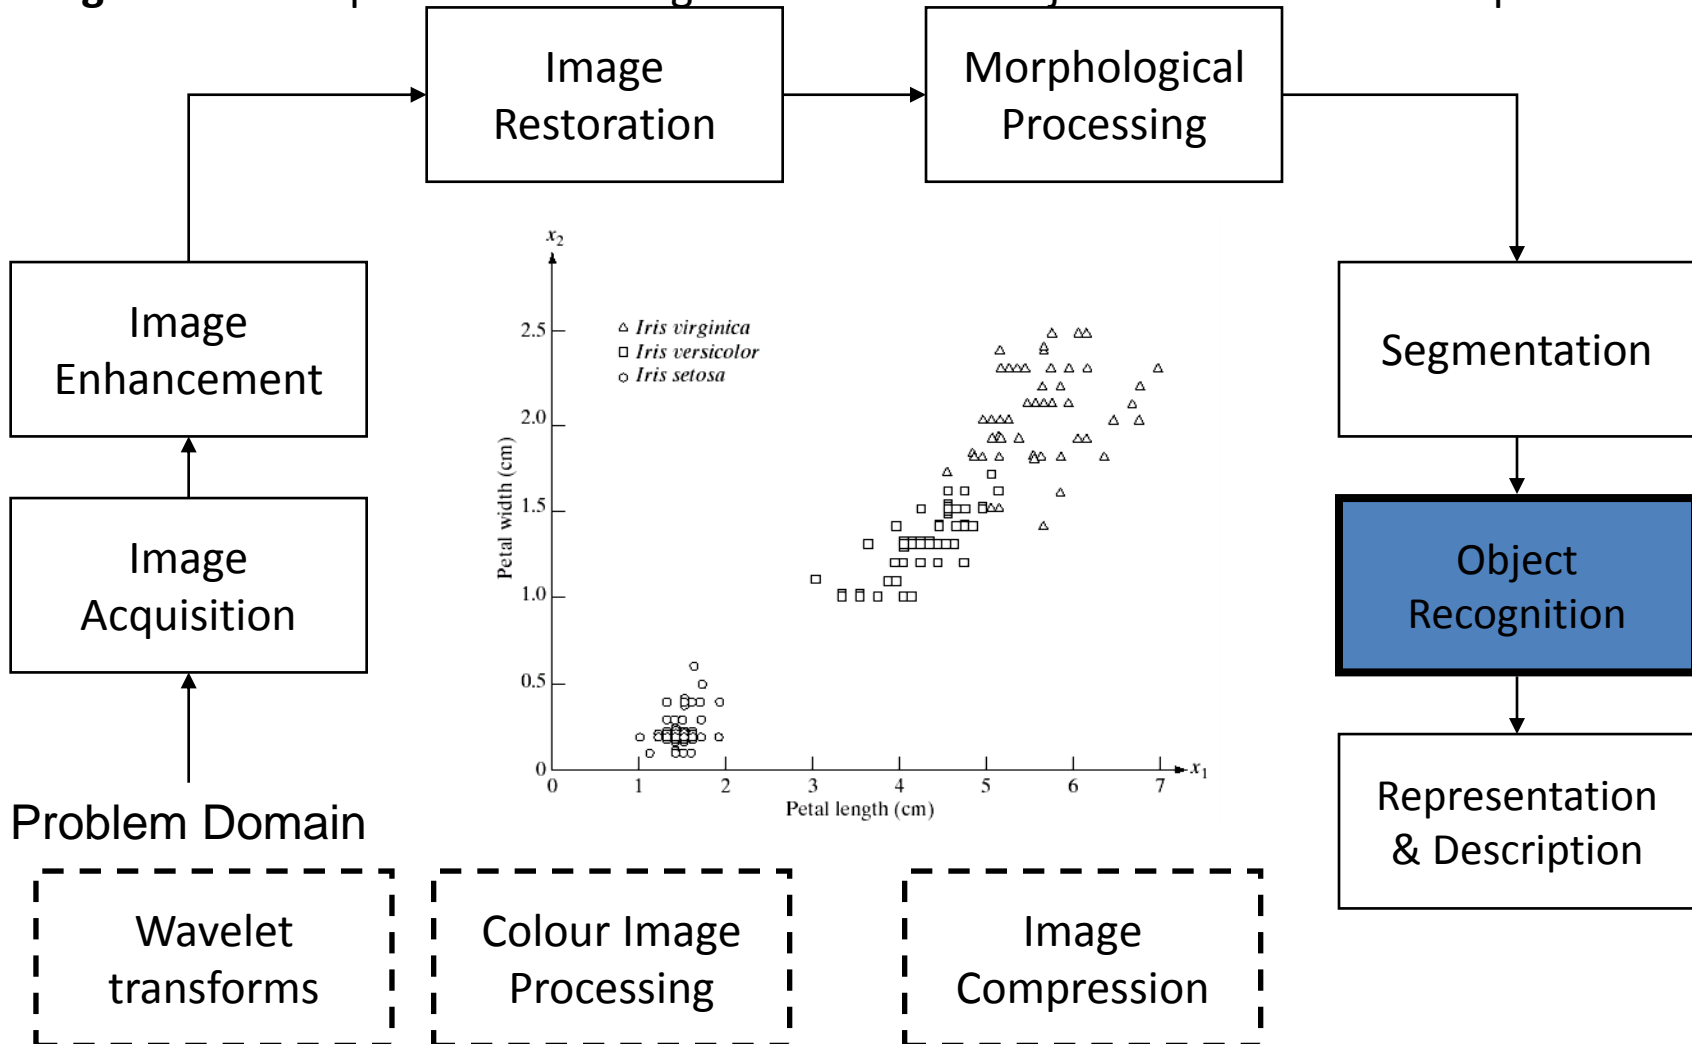 Image
Restoration
Morphological
Processing
Image
Enhancement
Segmentation
Image
Acquisition
Object
Recognition
Representation
& Description
Problem Domain
x2
2.5
2.0
1.5
1.0
0.5
0
Petal width (cm)
△ Iris virginica
□ Iris versicolor
○ Iris setosa
0 1 2 3 4 5 6 7 x1
Petal length (cm)
Wavelet
transforms
Colour Image
Processing
Image
Compression